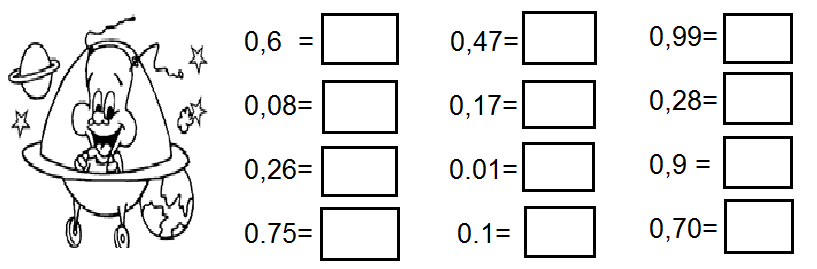 0,6 = 0,47= 0,99=
0,08= 0,17= 0,28=
0,26= 0.01= 0,9 =
0.75= 0.1= 0,70=